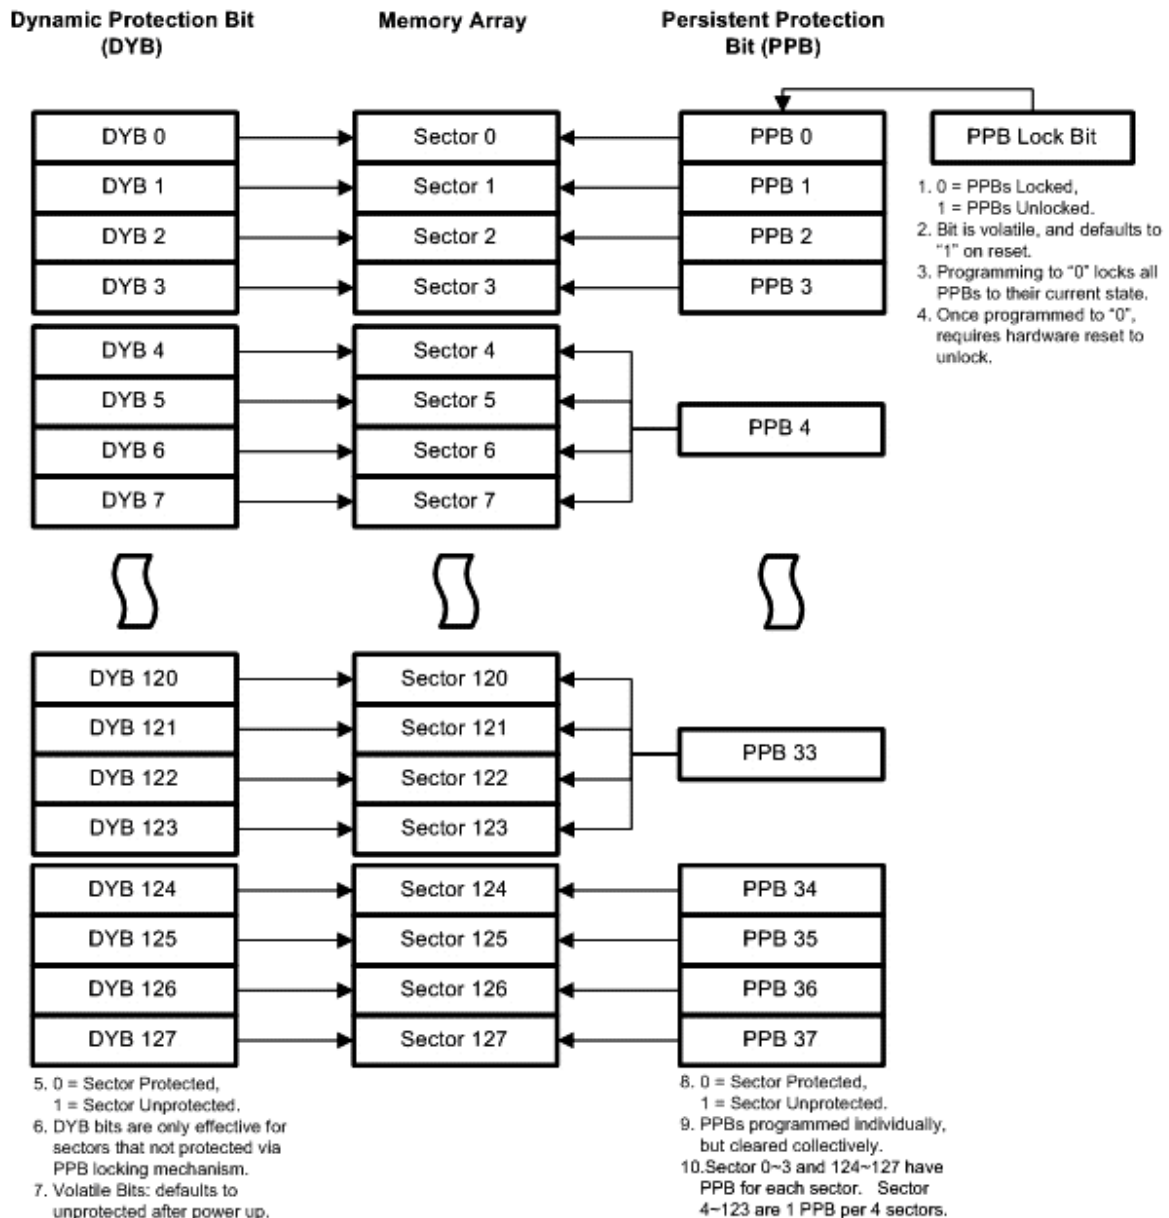 Dynamic Protection Bit
(DYB)
Memory Array
Persistent Protection
Bit (PPB)
DYB 0
Sector 0
PPB 0
PPB Lock Bit
DYB 1
Sector 1
PPB 1
DYB 2
Sector 2
PPB 2
DYB 3
Sector 3
PPB 3
1. 0 = PPBs Locked,
1 = PPBs Unlocked.
2. Bit is volatile, and defaults to
"1" on reset.
3. Programming to "0" locks all
PPBs to their current state.
4. Once programmed to "0",
requires hardware reset to
unlock.
DYB 4
Sector 4
DYB 5
Sector 5
PPB 4
DYB 6
Sector 6
DYB 7
Sector 7
DYB 120
Sector 120
DYB 121
Sector 121
PPB 33
DYB 122
Sector 122
DYB 123
Sector 123
DYB 124
Sector 124
PPB 34
DYB 125
Sector 125
PPB 35
DYB 126
Sector 126
PPB 36
DYB 127
Sector 127
PPB 37
5. 0 = Sector Protected,
1 = Sector Unprotected.
6. DYB bits are only effective for
sectors that not protected via
PPB locking mechanism.
7. Volatile Bits: defaults to
unprotected after power up.
8. 0 = Sector Protected,
1 = Sector Unprotected.
9. PPBs programmed individually,
but cleared collectively.
10.Sector 0~3 and 124~127 have
PPB for each sector. Sector
4~123 are 1 PPB per 4 sectors.